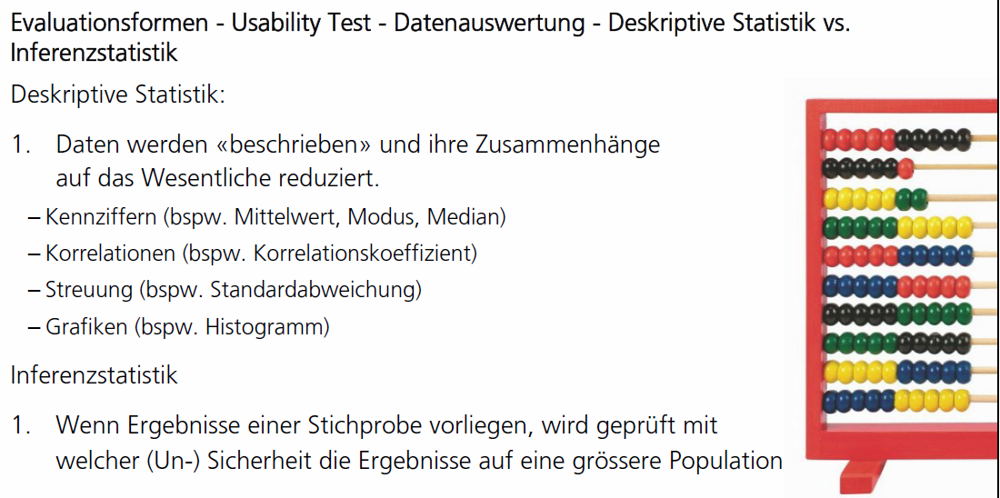 Evaluationsformen - Usability Test - Datenauswertung - Deskriptive Statistik vs.
Inferenzstatistik
Deskriptive Statistik:
1. Daten werden «beschrieben» und ihre Zusammenhänge
auf das Wesentliche reduziert.
– Kennziffern (bspw. Mittelwert, Modus, Median)
– Korrelationen (bspw. Korrelationskoeffizient)
– Streuung (bspw. Standardabweichung)
– Grafiken (bspw. Histogramm)
Inferenzstatistik
1. Wenn Ergebnisse einer Stichprobe vorliegen, wird geprüft mit
welcher (Un-) Sicherheit die Ergebnisse auf eine grössere Population